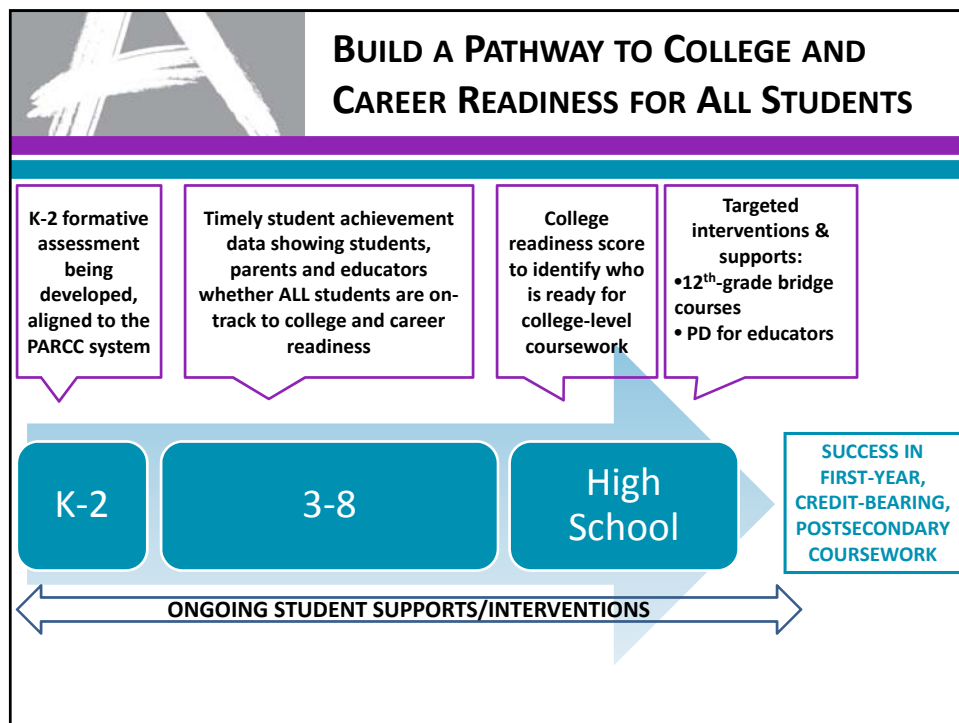 BUILD A PATHWAY TO COLLEGE AND
CAREER READINESS FOR ALL STUDENTS
K-2 formative
assessment
being
developed,
aligned to the
PARCC system
Timely student achievement
data showing students,
parents and educators
whether ALL students are on-
track to college and career
readiness
College
readiness score
to identify who
is ready for
college-level
coursework
Targeted
interventions &
supports:
•12th-grade bridge
courses
• PD for educators
K-2
3-8
High
School
SUCCESS IN
FIRST-YEAR,
CREDIT-BEARING,
POSTSECONDARY
COURSEWORK
ONGOING STUDENT SUPPORTS/INTERVENTIONS